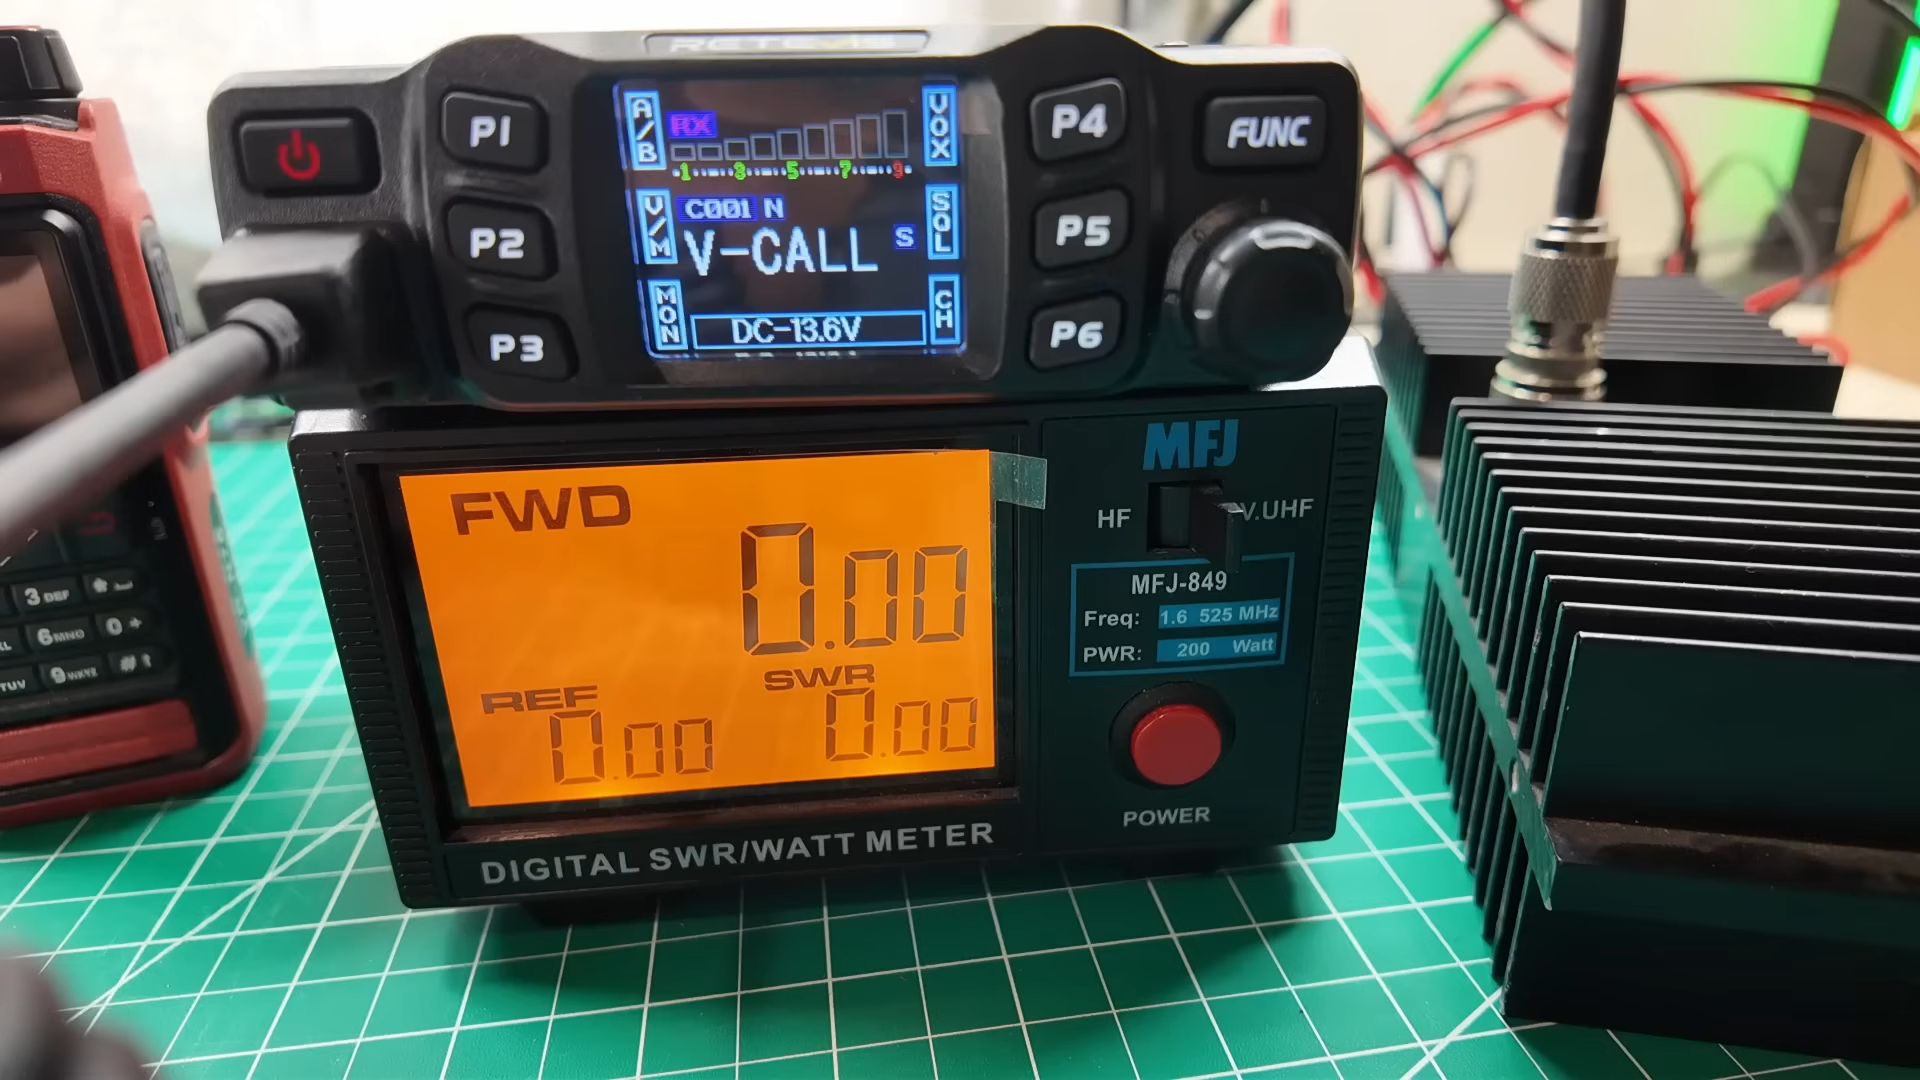 RETEVIS
P1
P2
P3
A/B
V/M
MON
RX
1 3 5 7 9
C001 N
V-CALL S
DC-13.6V
VOX
SQL
CH
P4
P5
P6
FUNC
FWD
0.00
REF
0.00
SWR
0.00
DIGITAL SWR/WATT METER
MFJ
HF
V.UHF
MFJ-849
Freq: 1.6 525 MHz
PWR: 200 Watt
POWER
3 DEF
6 MNO
0 +
TUV
9 WXYZ
#